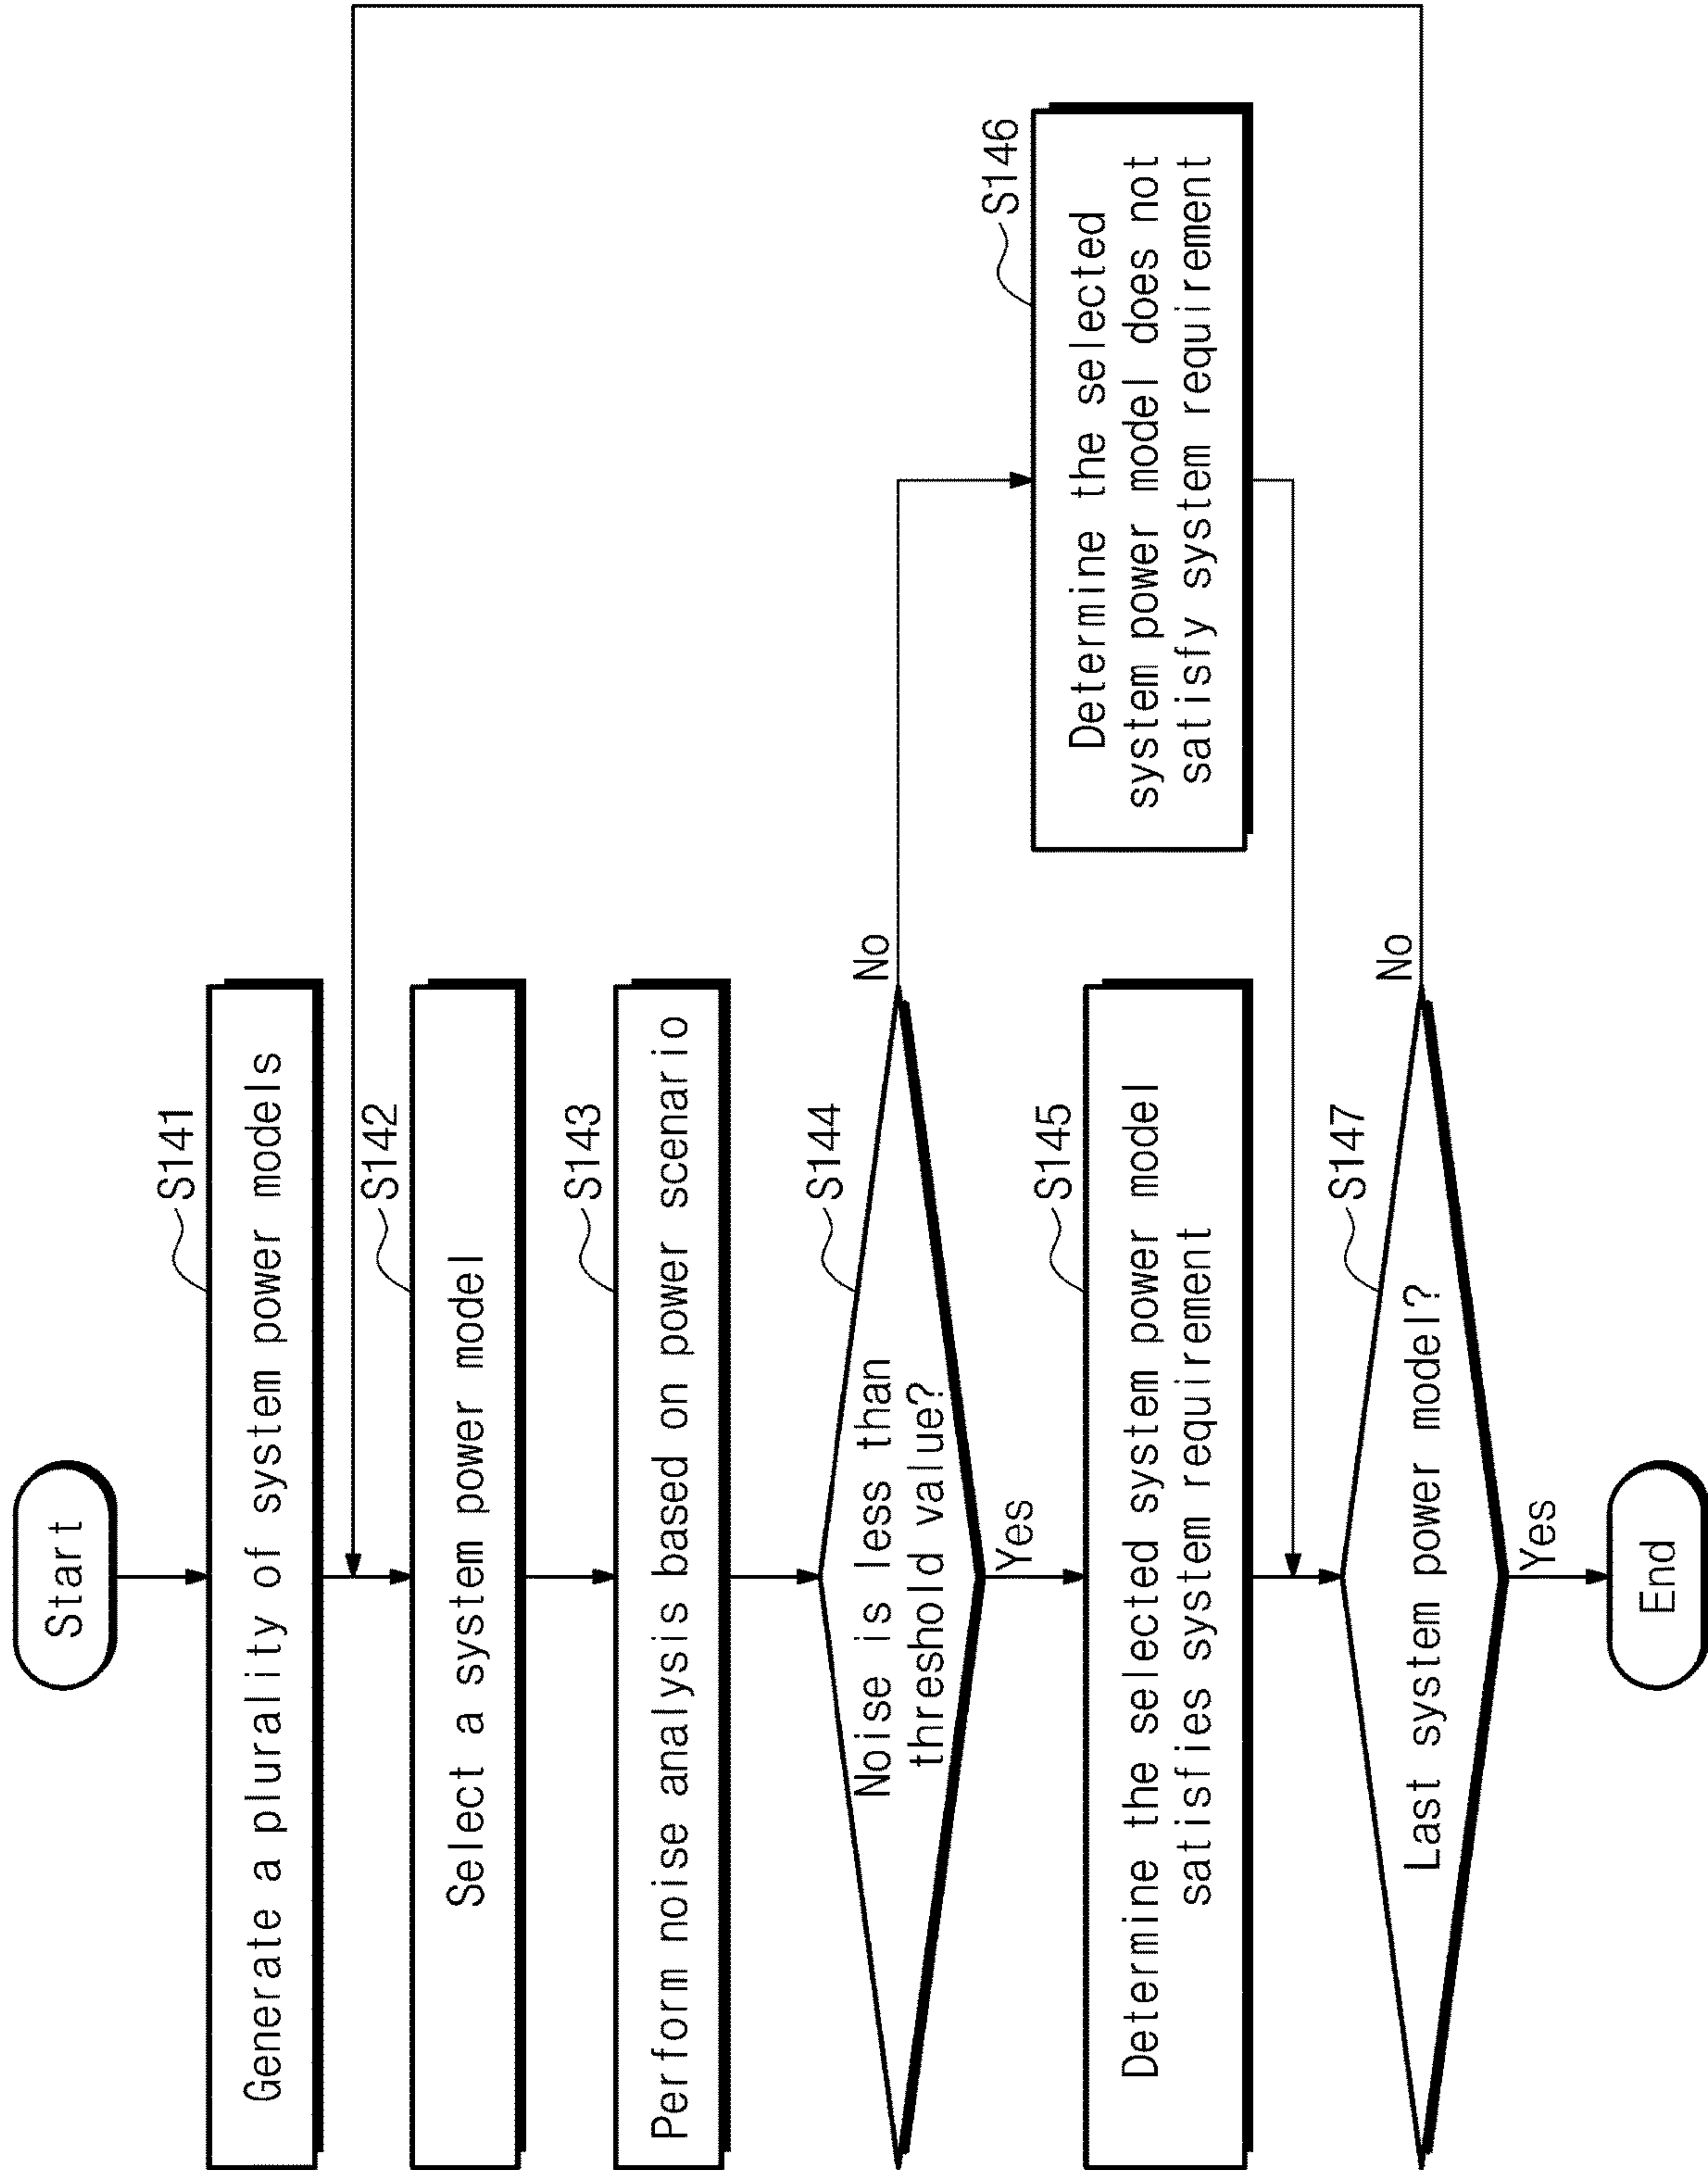 Start
S141
Generate a plurality of system power models
S142
Select a system power model
S143
Perform noise analysis based on power scenario
S144
Noise is less than
threshold value?
No
Yes
S145
Determine the selected system power model
satisfies system requirement
S146
Determine the selected
system power model does not
satisfy system requirement
S147
Last system power model?
No
Yes
End